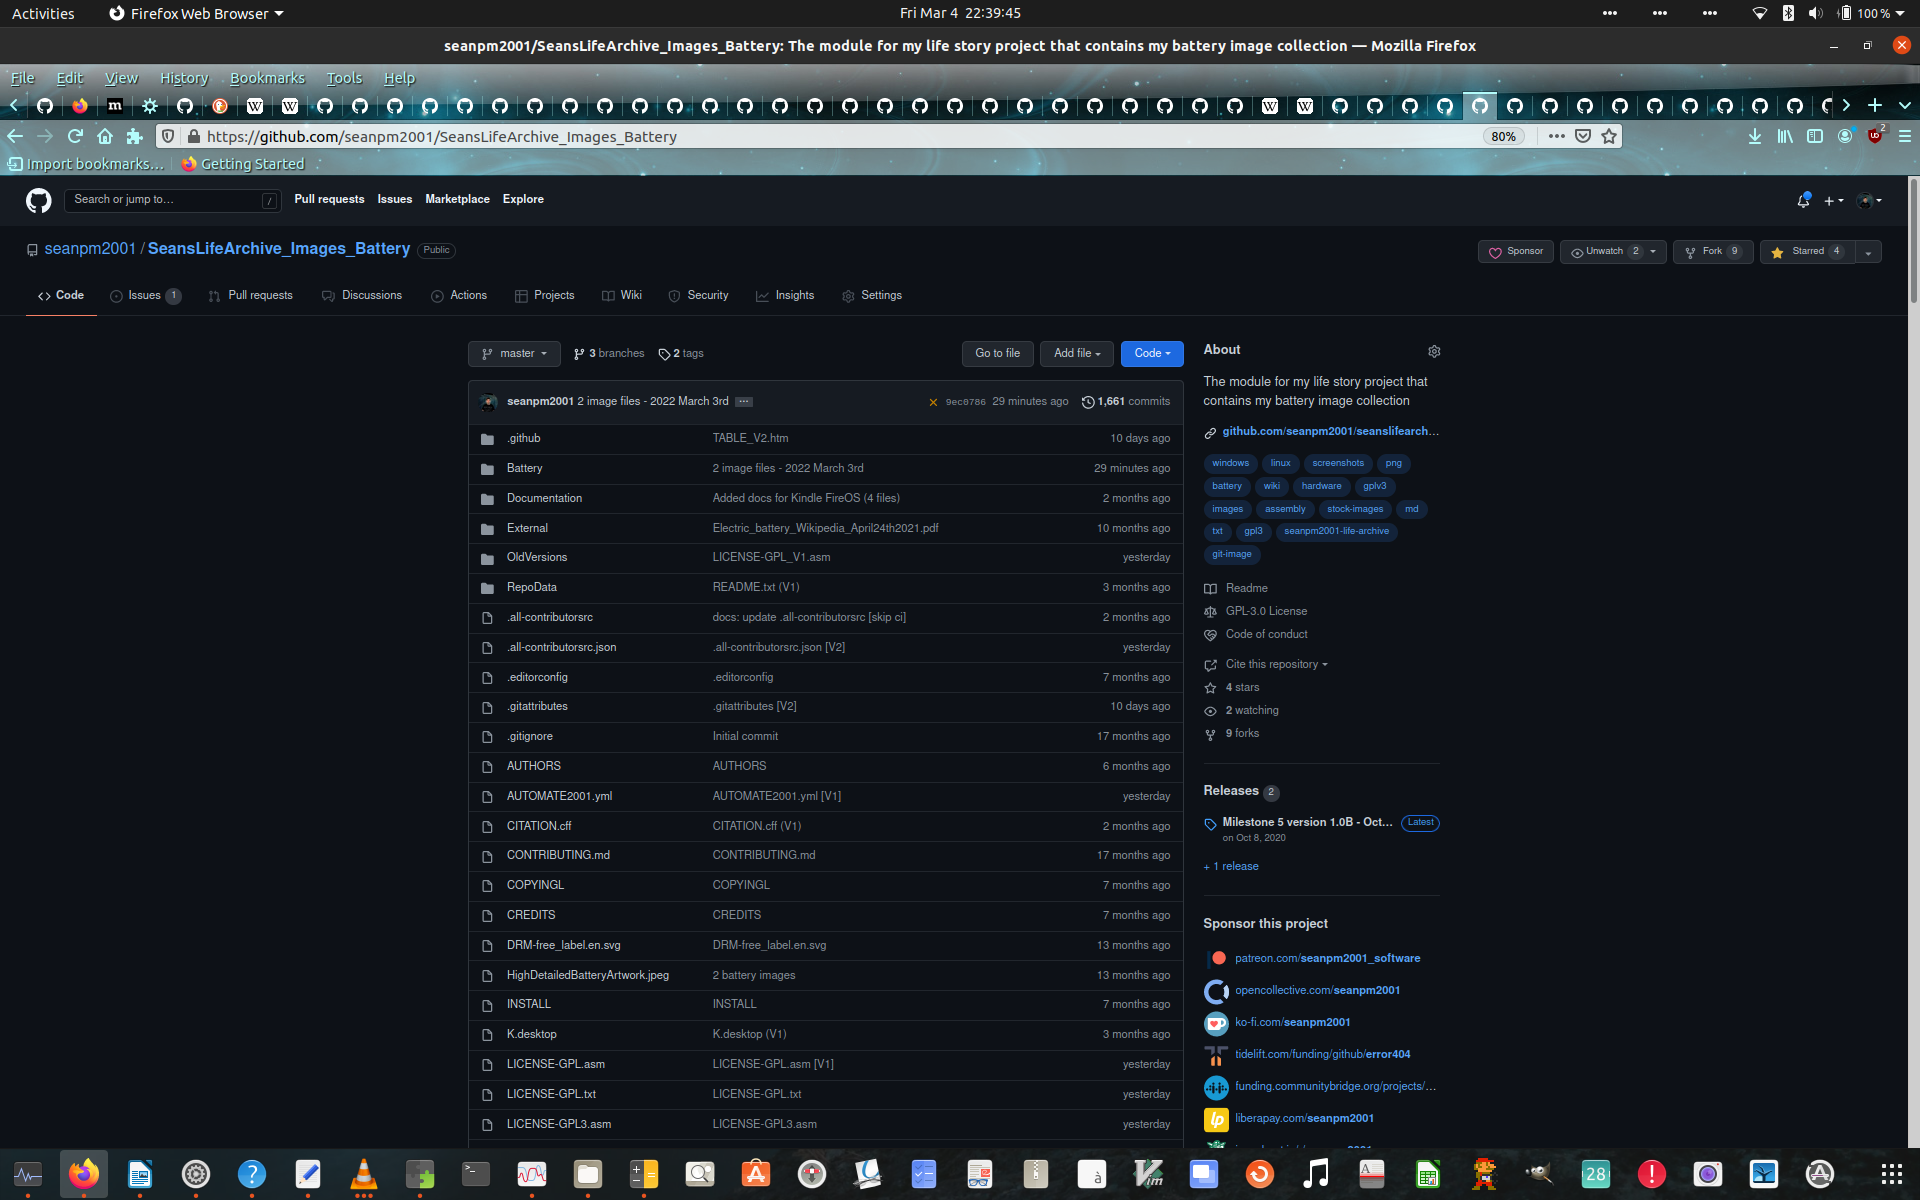 Activities Firefox Web Browser Fri Mar 4 22:39:45 100 %
seanpm2001/SeansLifeArchive_Images_Battery: The module for my life story project that contains my battery image collection — Mozilla Firefox
File Edit View History Bookmarks Tools Help
https://github.com/seanpm2001/SeansLifeArchive_Images_Battery 80% 2
Import bookmarks… Getting Started
Search or jump to… / Pull requests Issues Marketplace Explore
seanpm2001 / SeansLifeArchive_Images_Battery Public Sponsor Unwatch 2 Fork 9 Starred 4
Code Issues 1 Pull requests Discussions Actions Projects Wiki Security Insights Settings
master 3 branches 2 tags Go to file Add file Code
seanpm2001 2 image files - 2022 March 3rd 9ec0786 29 minutes ago 1,661 commits
.github TABLE_V2.htm 10 days ago
Battery 2 image files - 2022 March 3rd 29 minutes ago
Documentation Added docs for Kindle FireOS (4 files) 2 months ago
External Electric_battery_Wikipedia_April24th2021.pdf 10 months ago
OldVersions LICENSE-GPL_V1.asm yesterday
RepoData README.txt (V1) 3 months ago
.all-contributorsrc docs: update .all-contributorsrc [skip ci] 2 months ago
.all-contributorsrc.json .all-contributorsrc.json [V2] yesterday
.editorconfig .editorconfig 7 months ago
.gitattributes .gitattributes [V2] 10 days ago
.gitignore Initial commit 17 months ago
AUTHORS AUTHORS 6 months ago
AUTOMATE2001.yml AUTOMATE2001.yml [V1] yesterday
CITATION.cff CITATION.cff (V1) 2 months ago
CONTRIBUTING.md CONTRIBUTING.md 17 months ago
COPYINGL COPYINGL 7 months ago
CREDITS CREDITS 7 months ago
DRM-free_label.en.svg DRM-free_label.en.svg 13 months ago
HighDetailedBatteryArtwork.jpeg 2 battery images 13 months ago
INSTALL INSTALL 7 months ago
K.desktop K.desktop (V1) 3 months ago
LICENSE-GPL.asm LICENSE-GPL.asm [V1] yesterday
LICENSE-GPL.txt LICENSE-GPL.txt yesterday
LICENSE-GPL3.asm LICENSE-GPL3.asm yesterday
About
The module for my life story project that
contains my battery image collection
github.com/seanpm2001/seanslifearch…
windows linux screenshots png
battery wiki hardware gplv3
images assembly stock-images md
txt gpl3 seanpm2001-life-archive
git-image
Readme
GPL-3.0 License
Code of conduct
Cite this repository
4 stars
2 watching
9 forks
Releases 2
Milestone 5 version 1.0B - Oct… Latest
on Oct 8, 2020
+ 1 release
Sponsor this project
patreon.com/seanpm2001_software
opencollective.com/seanpm2001
ko-fi.com/seanpm2001
tidelift.com/funding/github/error404
funding.communitybridge.org/projects/…
liberapay.com/seanpm2001
28